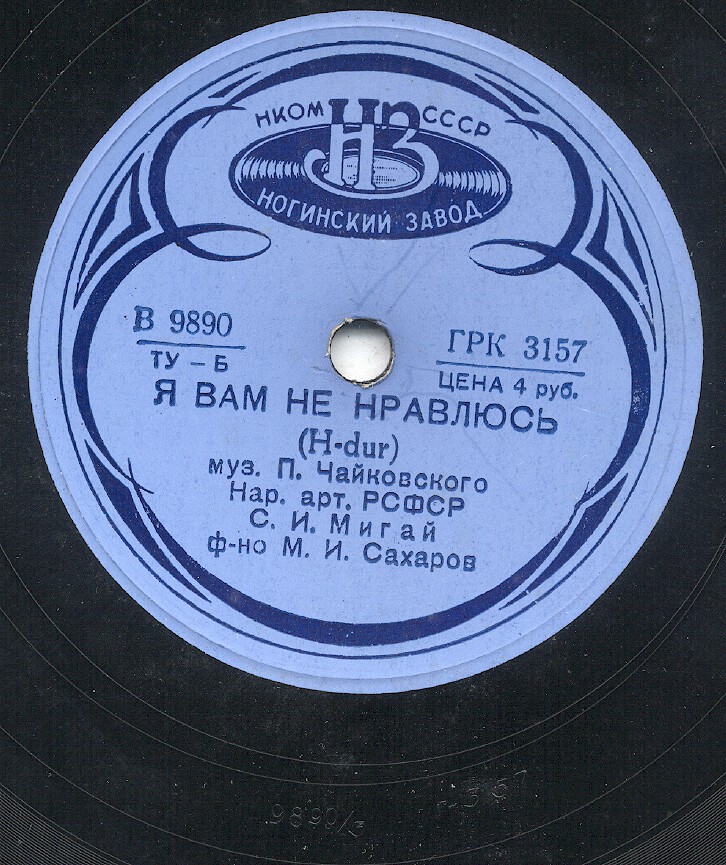 НКОМ НЗ СССР
НОГИНСКИЙ ЗАВОД
В 9890
ТУ – Б
ГРК 3157
ЦЕНА 4 руб.
Я ВАМ НЕ НРАВЛЮСЬ
(H-dur)
муз. П. Чайковского
Нар. арт. РСФСР
С. И. Мигай
ф-но М. И. Сахаров
9890/3